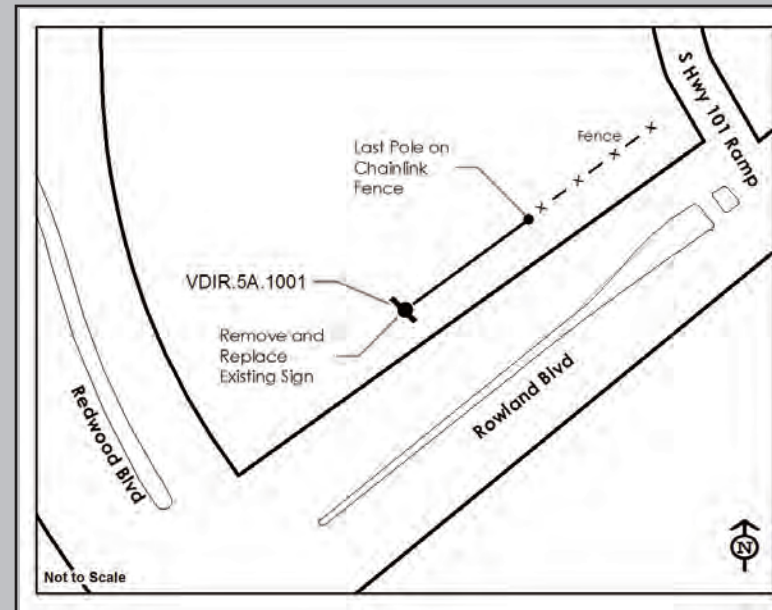 S Hwy 101 Ramp
Fence
Last Pole on
Chainlink
Fence
VDIR.5A.1001
Remove and
Replace
Existing Sign
Redwood Blvd
Rowland Blvd
Not to Scale
N